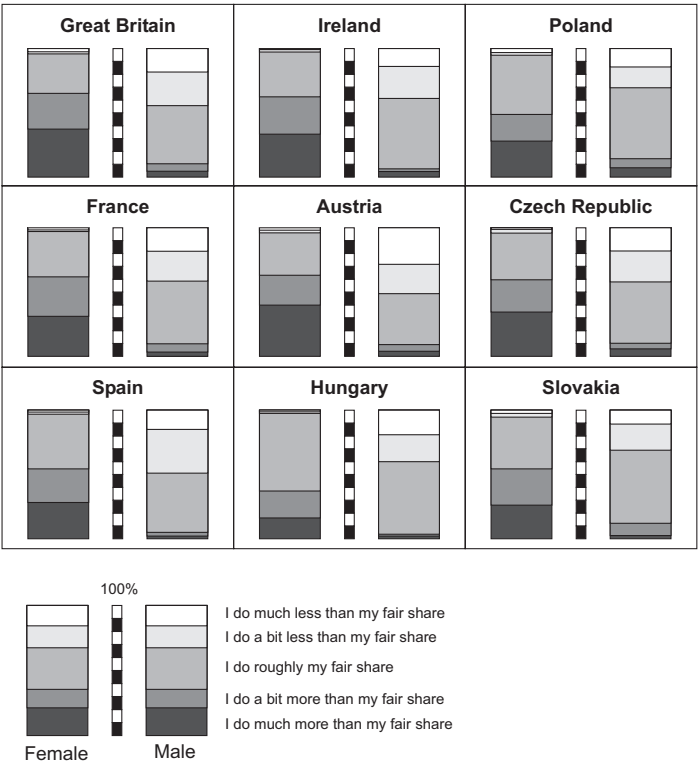 Great Britain
Ireland
Poland
France
Austria
Czech Republic
Spain
Hungary
Slovakia
100%
I do much less than my fair share
I do a bit less than my fair share
I do roughly my fair share
I do a bit more than my fair share
I do much more than my fair share
Female
Male